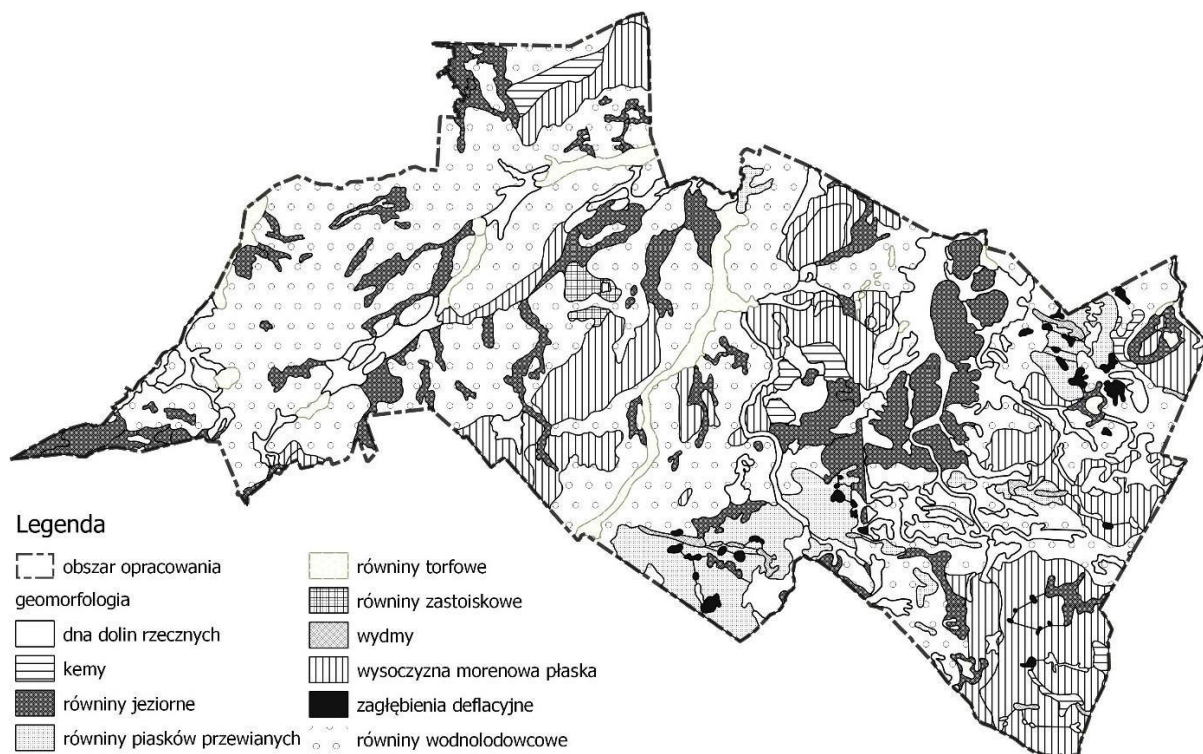 Legenda
obszar opracowania
geomorfologia
dna dolin rzecznych
kemy
równiny jeziorne
równiny piasków przewianych
równiny torfowe
równiny zastoiskowe
wydmy
wysoczyzna morenowa płaska
zagłębienia deflacyjne
równiny wodnolodowcowe